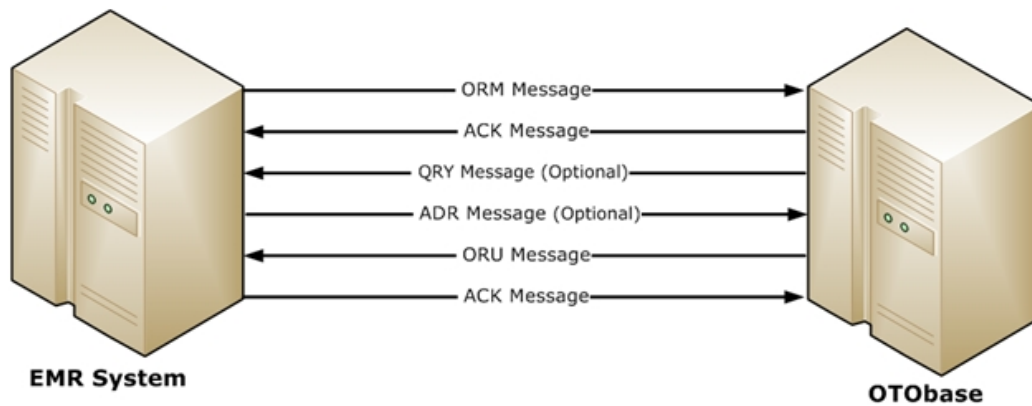 ORM Message
ACK Message
QRY Message (Optional)
ADR Message (Optional)
ORU Message
ACK Message
EMR System
OTObase